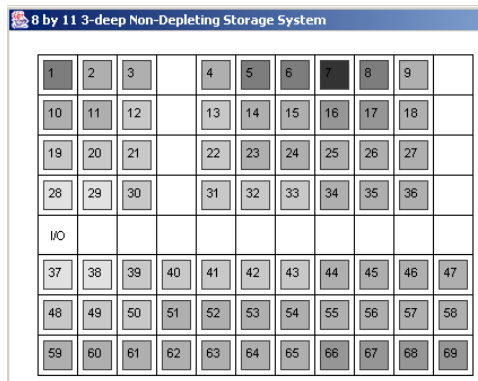 8 by 11 3-deep Non-Depleting Storage System
1 2 3 4 5 6 7 8 9
10 11 12 13 14 15 16 17 18
19 20 21 22 23 24 25 26 27
28 29 30 31 32 33 34 35 36
I/O
37 38 39 40 41 42 43 44 45 46 47
48 49 50 51 52 53 54 55 56 57 58
59 60 61 62 63 64 65 66 67 68 69